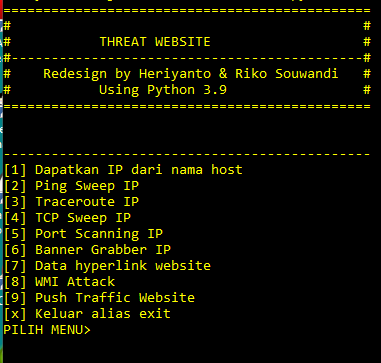 ==============================================
# #
# THREAT WEBSITE #
#--------------------------------------------#
# Redesign by Heriyanto & Riko Souwandi #
# Using Python 3.9 #
==============================================
----------------------------------------------
[1] Dapatkan IP dari nama host
[2] Ping Sweep IP
[3] Traceroute IP
[4] TCP Sweep IP
[5] Port Scanning IP
[6] Banner Grabber IP
[7] Data hyperlink website
[8] WMI Attack
[9] Push Traffic Website
[x] Keluar alias exit
PILIH MENU>